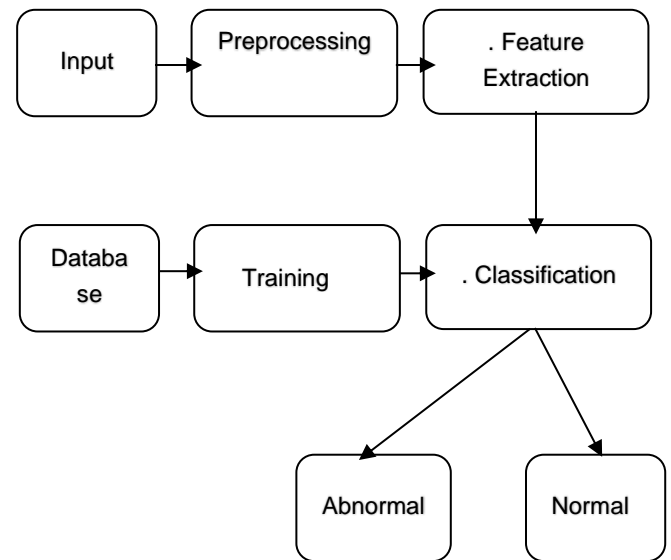 Input
Preprocessing
. Feature
Extraction
Databa
se
Training
. Classification
Abnormal
Normal